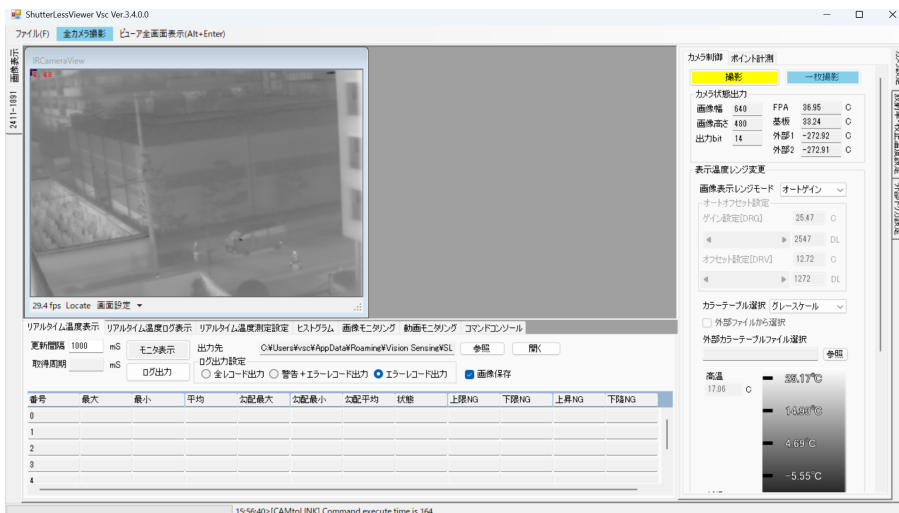 ShutterLessViewer Vsc Ver.3.4.0.0
ファイル(F) 全カメラ撮影 ビューア全画面表示(Alt+Enter)
画像表示
2411-1891
IRCameraView
29.4 fps Locate 画面設定
リアルタイム温度表示 リアルタイム温度ログ表示 リアルタイム温度測定設定 ヒストグラム 画像モニタリング 動画モニタリング コマンドコンソール
更新間隔 1000 mS モニタ表示 出力先 C:¥Users¥vsc¥AppData¥Roaming¥Vision Sensing¥SL 参照 開く
取得周期 mS ログ出力 ログ出力設定
全レコード出力 警告+エラーレコード出力 エラーレコード出力 画像保存
番号 最大 最小 平均 勾配最大 勾配最小 勾配平均 状態 上限NG 下限NG 上昇NG 下降NG
0
1
2
3
4
カメラ制御 ポイント計測
撮影 一枚撮影
カメラ状態出力
画像幅 640 FPA 36.95 C
画像高さ 480 基板 33.24 C
出力bit 14 外部1 -272.92 C
外部2 -272.91 C
表示温度レンジ変更
画像表示レンジモード オートゲイン
オートオフセット設定
ゲイン設定[DRG] 25.47 C
2547 DL
オフセット設定[DRV] 12.72 C
1272 DL
カラーテーブル選択 グレースケール
外部ファイルから選択
外部カラーテーブルファイル選択
参照
高温 25.17°C
17.06 C
14.93°C
4.69°C
-5.55°C
15:56:40>[CAMtoLINK] Command execute time is 164